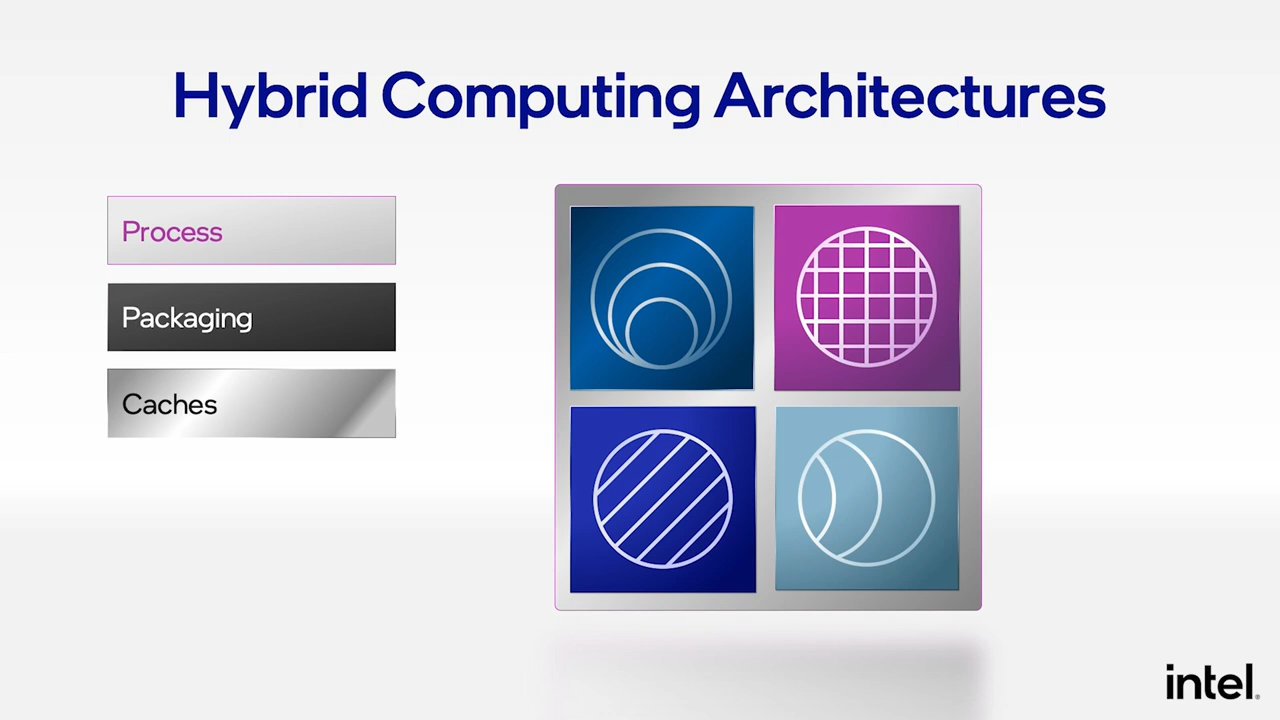 Hybrid Computing Architectures
Process
Packaging
Caches
intel.